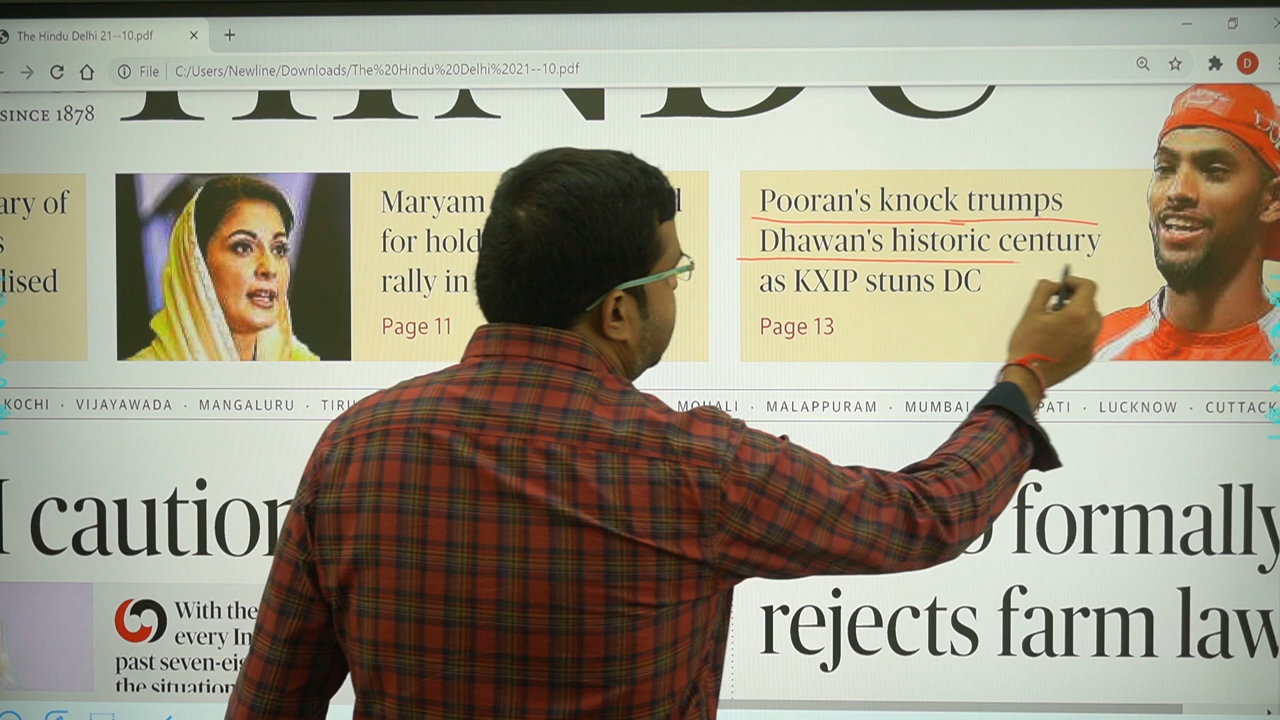 The Hindu Delhi 21--10.pdf
File
C:/Users/Newline/Downloads/The%20Hindu%20Delhi%2021--10.pdf
D
SINCE 1878
HINDU
ary of
lised
Maryam
for hold
rally in
Page 11
Pooran's knock trumps
Dhawan's historic century
as KXIP stuns DC
Page 13
KOCHI · VIJAYAWADA · MANGALURU · TIRU
MOHALI · MALAPPURAM · MUMBAI
PATI · LUCKNOW · CUTTACK
caution
formally
rejects farm law
With the
every In
past seven-eig
the situation